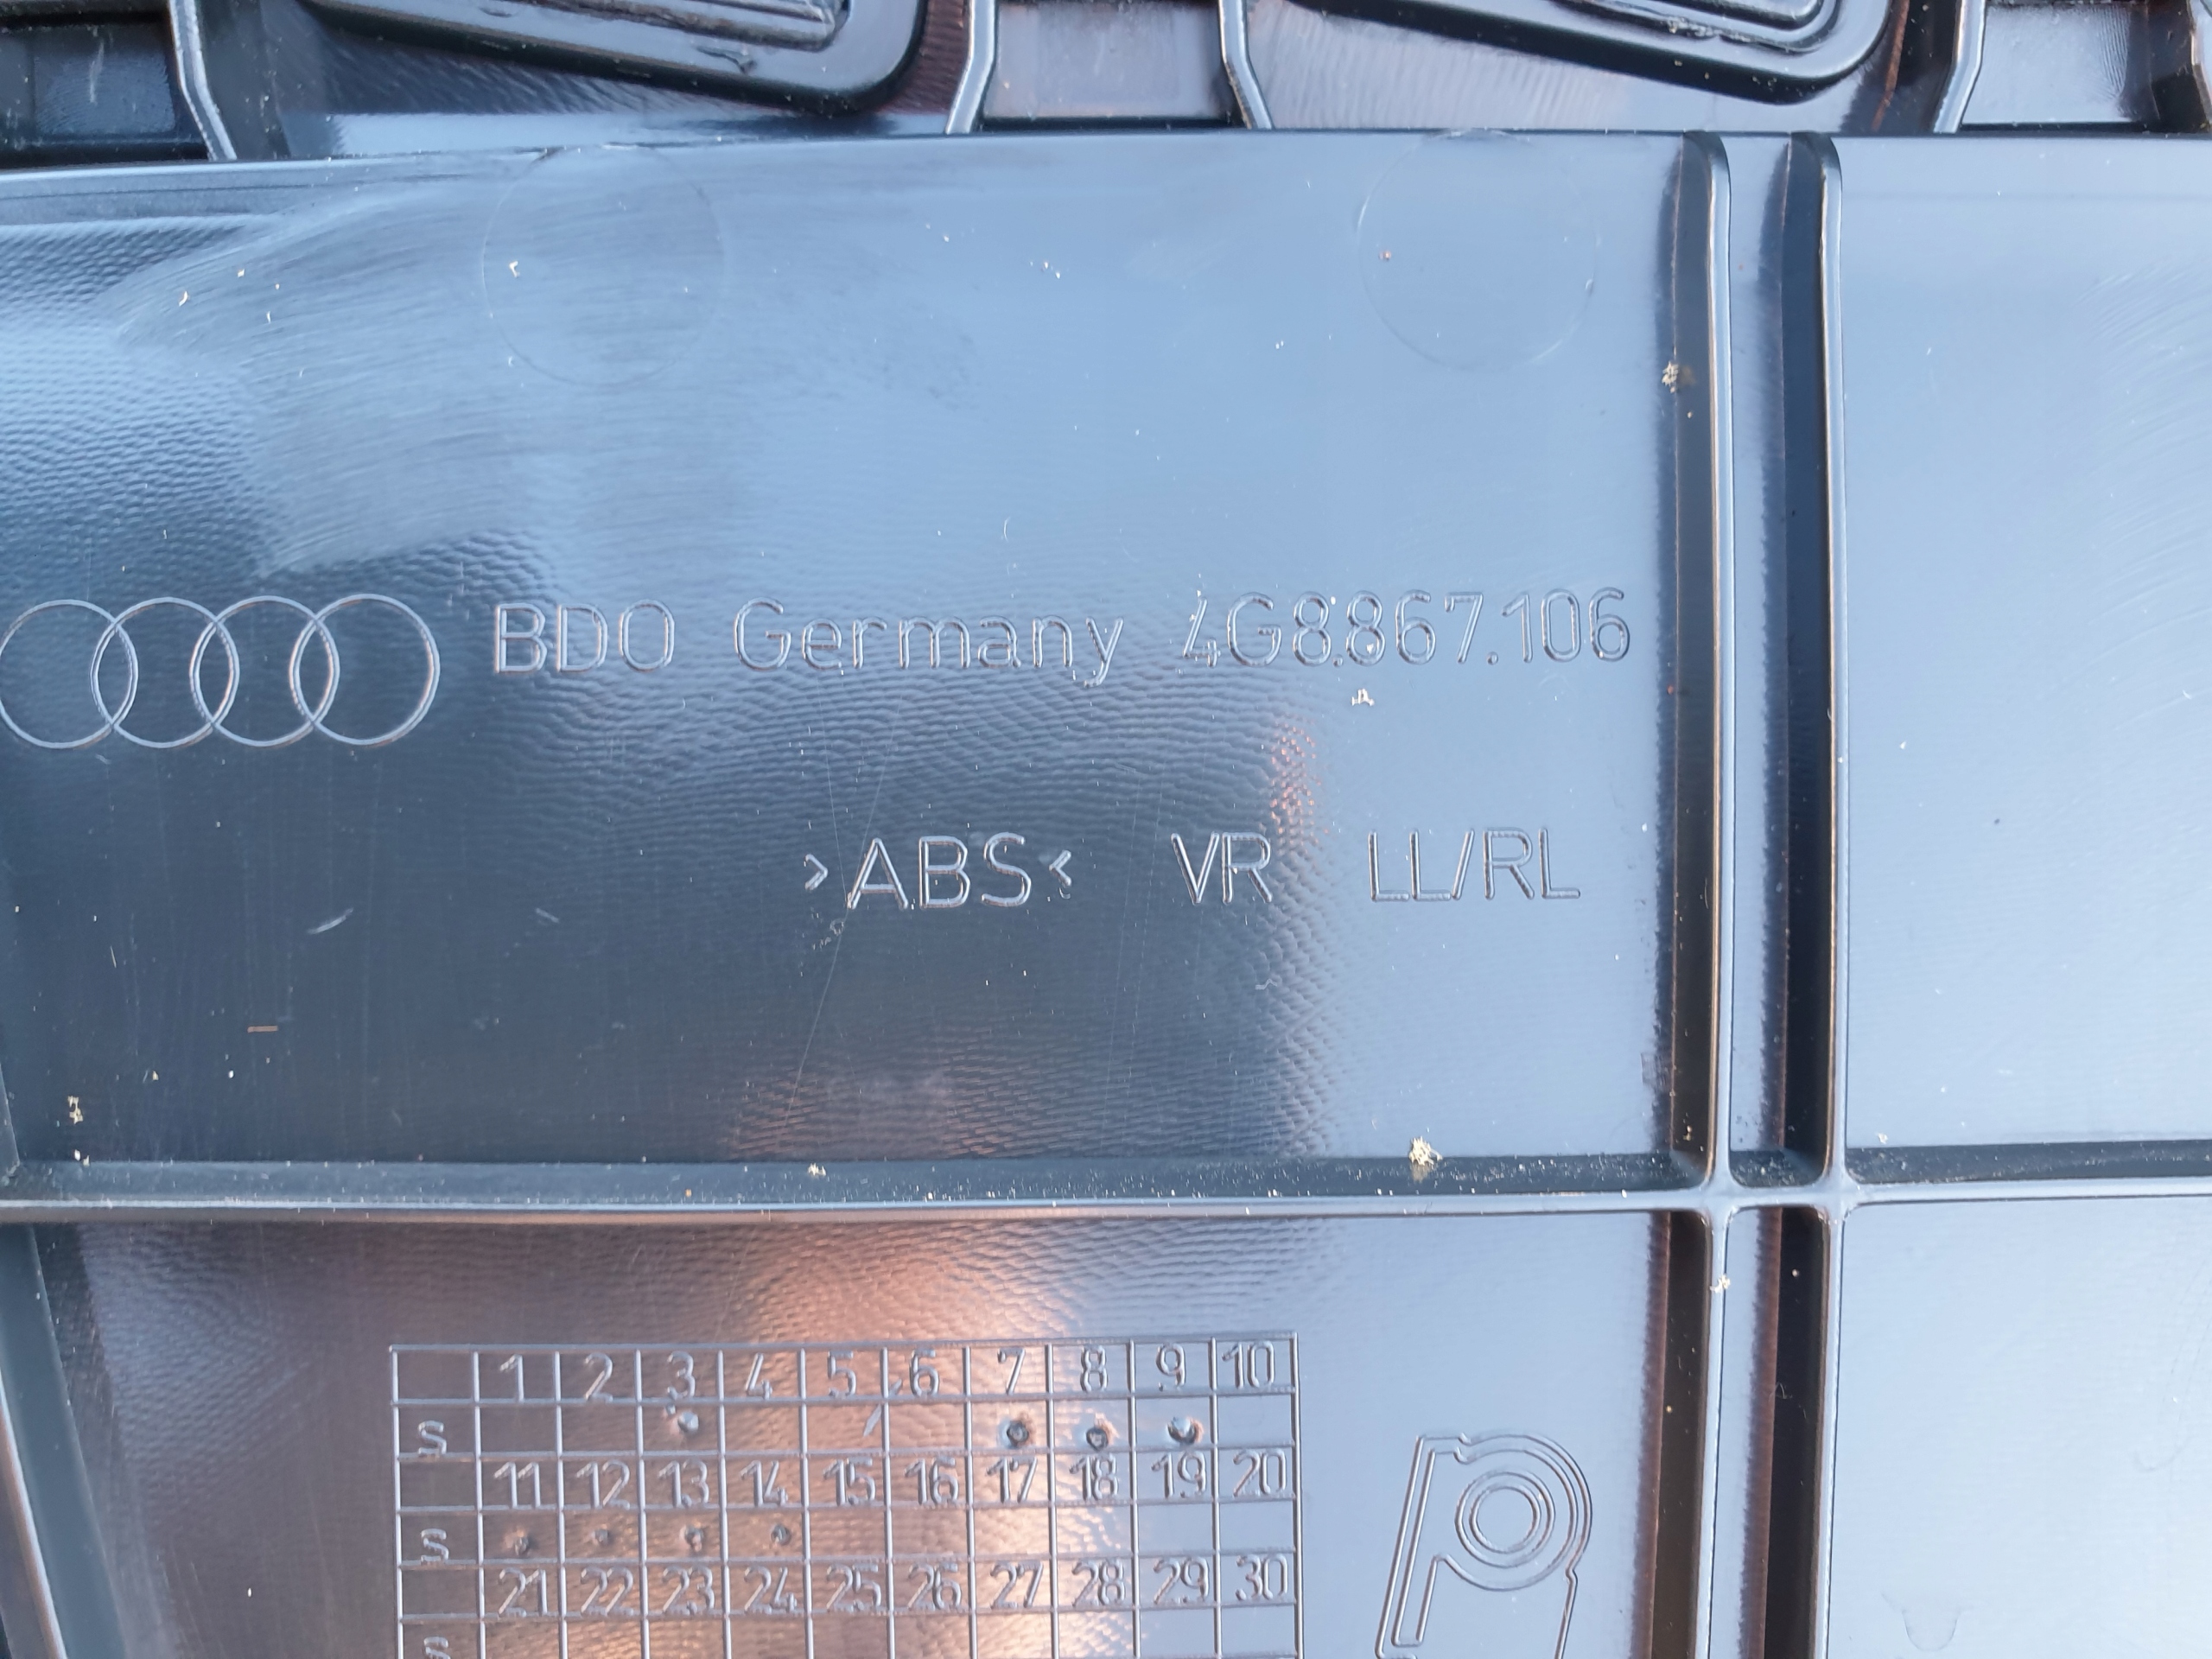 BDO Germany 4G8.867.106
>ABS< VR LL/RL
1 2 3 4 5 6 7 8 9 10
S
11 12 13 14 15 16 17 18 19 20
S
21 22 23 24 25 26 27 28 29 30
S